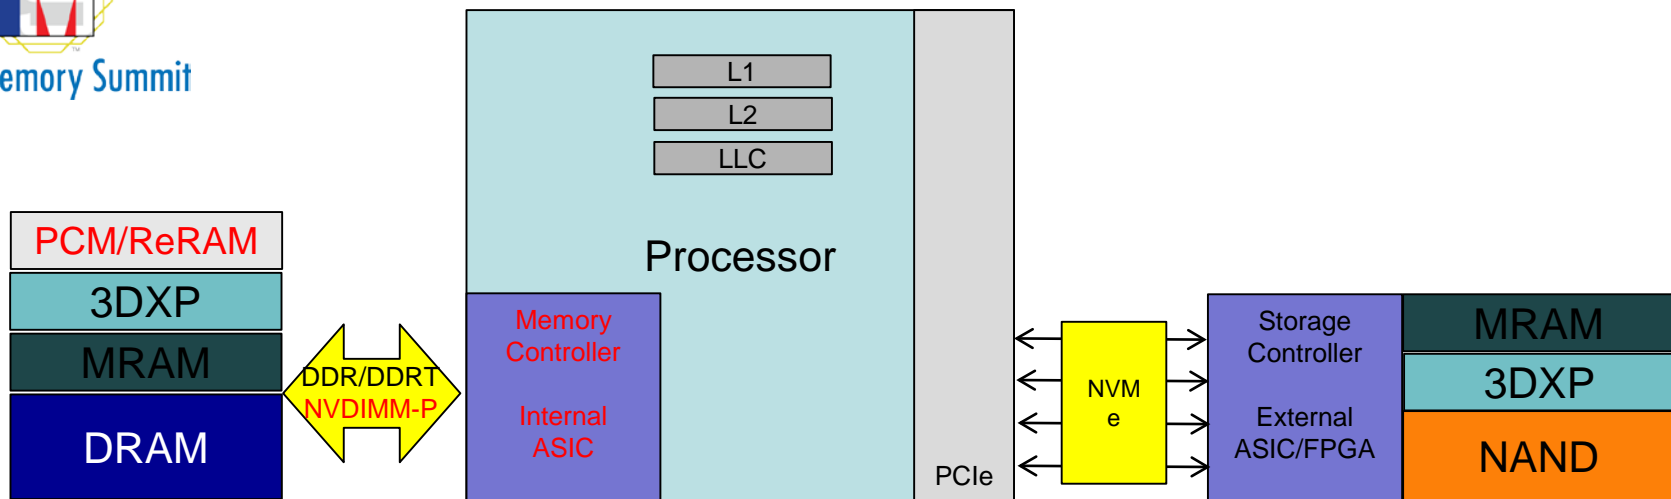 emory Summit
L1
L2
LLC
Processor
PCM/ReRAM
3DXP
MRAM
DRAM
DDR/DDRT
NVDIMM-P
Memory
Controller
Internal
ASIC
PCIe
NVM
e
Storage
Controller
External
ASIC/FPGA
MRAM
3DXP
NAND